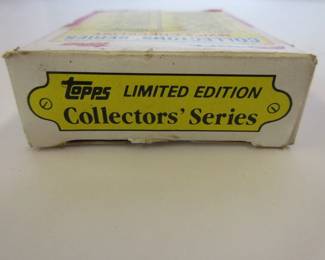 Topps LIMITED EDITION
Collectors' Series